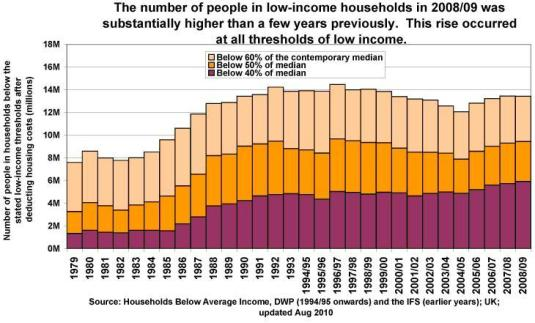 The number of people in low-income households in 2008/09 was
substantially higher than a few years previously.  This rise occurred
at all thresholds of low income.
Number of people in households below the
stated low-income thresholds after
deducting housing costs (millions)
18M
16M
14M
12M
10M
8M
6M
4M
2M
0M
Below 60% of the contemporary median
Below 50% of median
Below 40% of median
1979
1980
1981
1982
1983
1984
1985
1986
1987
1988
1989
1990
1991
1992
1993
1994/95
1995/96
1996/97
1997/98
1998/99
1999/00
2000/01
2001/02
2002/03
2003/04
2004/05
2005/06
2006/07
2007/08
2008/09
Source: Households Below Average Income, DWP (1994/95 onwards) and the IFS (earlier years); UK;
updated Aug 2010